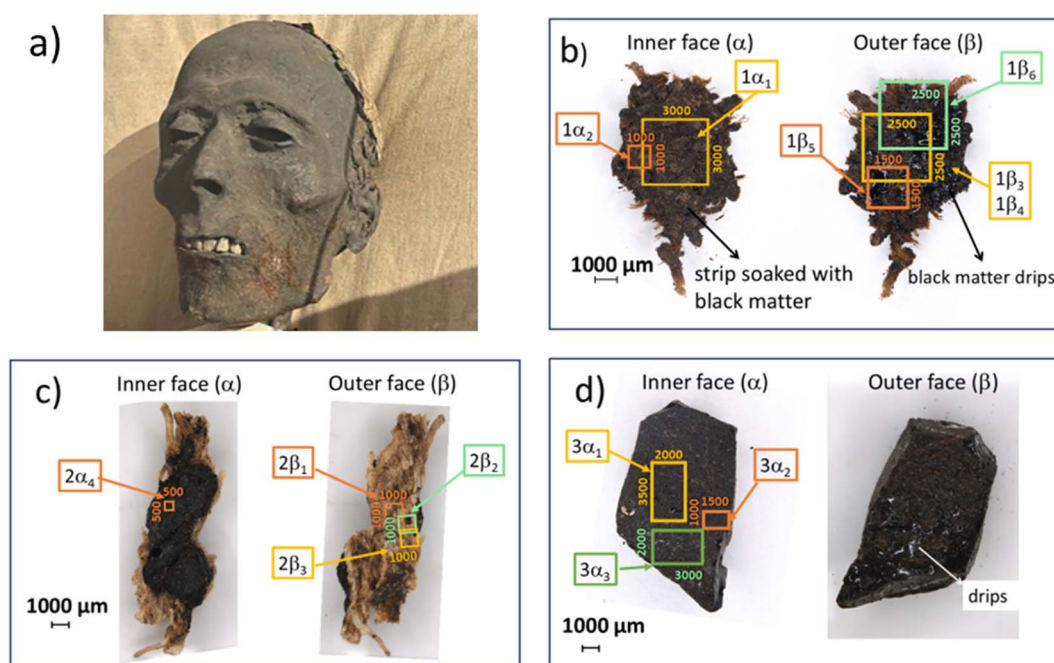 a)
b)
Inner face (α)
Outer face (β)
1α1
1β6
3000
2500
2500
1α2
1000
1000
3000
2500
1β5
1500
2500
1500
1β3
1β4
1000 µm
strip soaked with
black matter
black matter drips
c)
Inner face (α)
Outer face (β)
2α4
500
500
2β1
2β2
1000
1000
1000
1000
2β3
1000 µm
d)
Inner face (α)
Outer face (β)
3α1
2000
3500
3α2
1500
1000
2000
3α3
3000
drips
1000 µm